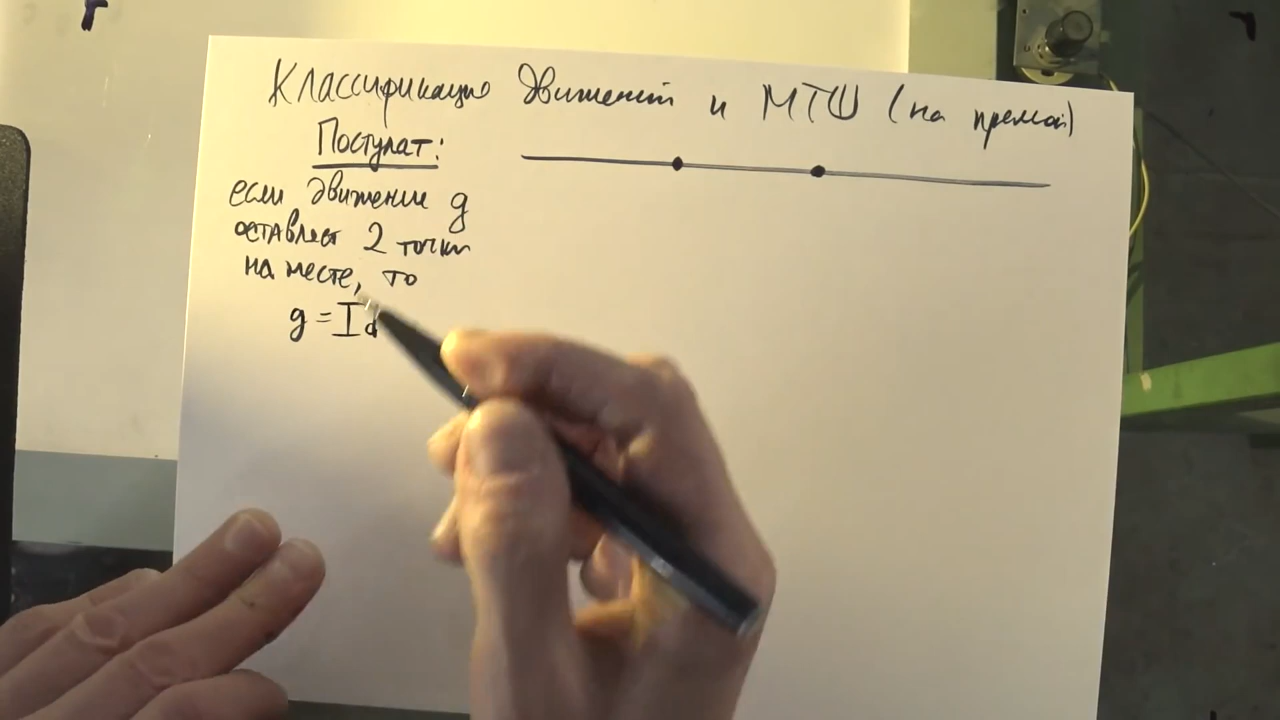 Классификация движений и МТШ (на прямой)
Постулат:
если движение g
оставляет 2 точки
на месте, то
g = Id